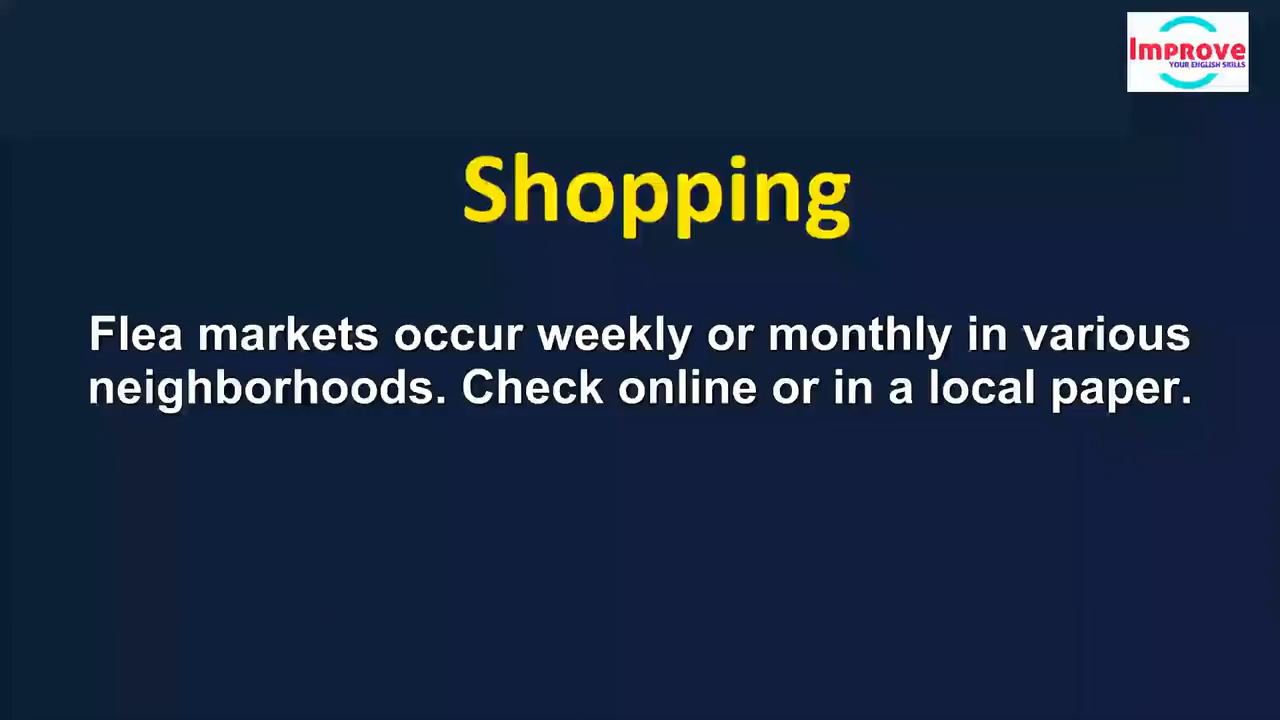 Improve
YOUR ENGLISH SKILLS
Shopping
Flea markets occur weekly or monthly in various
neighborhoods. Check online or in a local paper.